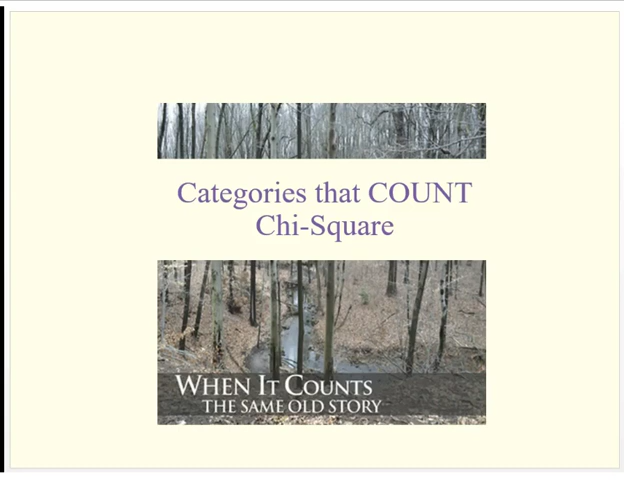 Categories that COUNT
Chi-Square
WHEN IT COUNTS
THE SAME OLD STORY